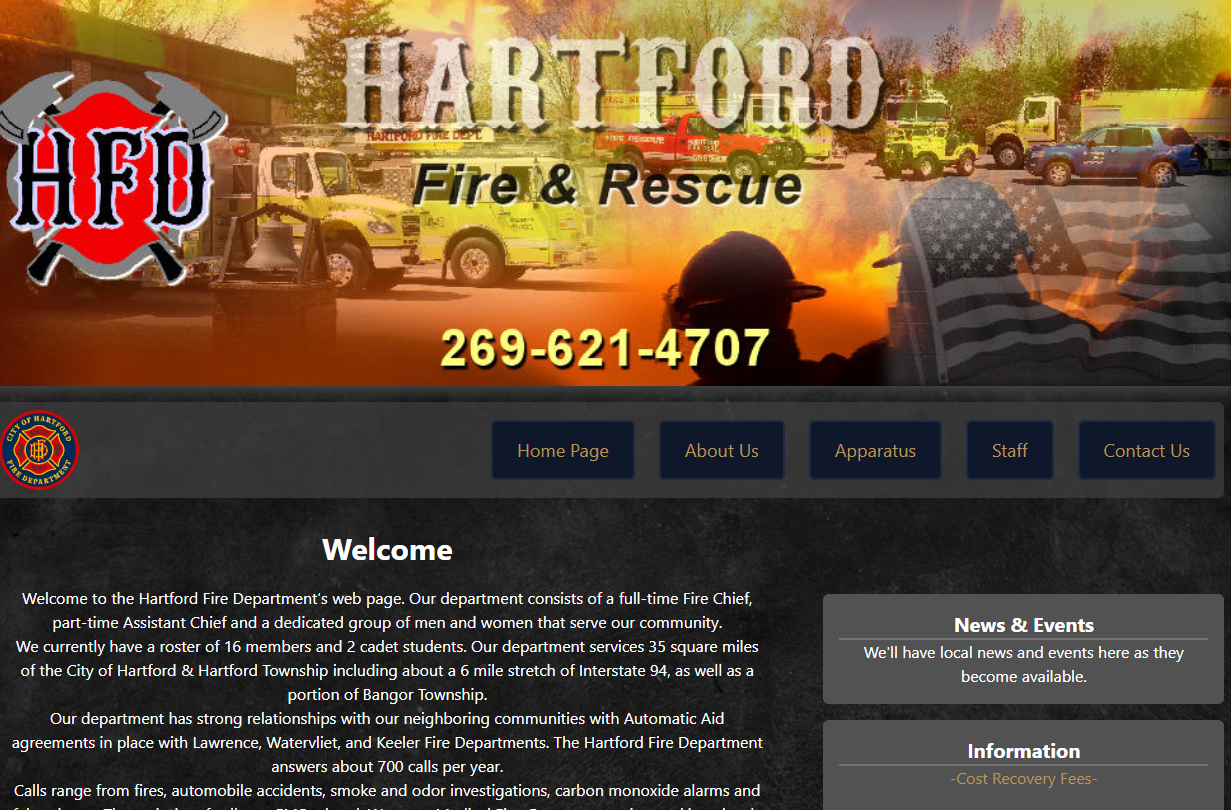 HARTFORD
HARTFORD FIRE DEPT.
FIRE RESCUE
HFD
Fire & Rescue
269-621-4707
CITY OF HARTFORD
FIRE DEPARTMENT
Home Page
About Us
Apparatus
Staff
Contact Us
Welcome
Welcome to the Hartford Fire Department's web page. Our department consists of a full-time Fire Chief,
part-time Assistant Chief and a dedicated group of men and women that serve our community.
We currently have a roster of 16 members and 2 cadet students. Our department services 35 square miles
of the City of Hartford & Hartford Township including about a 6 mile stretch of Interstate 94, as well as a
portion of Bangor Township.
Our department has strong relationships with our neighboring communities with Automatic Aid
agreements in place with Lawrence, Watervliet, and Keeler Fire Departments. The Hartford Fire Department
answers about 700 calls per year.
Calls range from fires, automobile accidents, smoke and odor investigations, carbon monoxide alarms and
News & Events
We'll have local news and events here as they
become available.
Information
-Cost Recovery Fees-